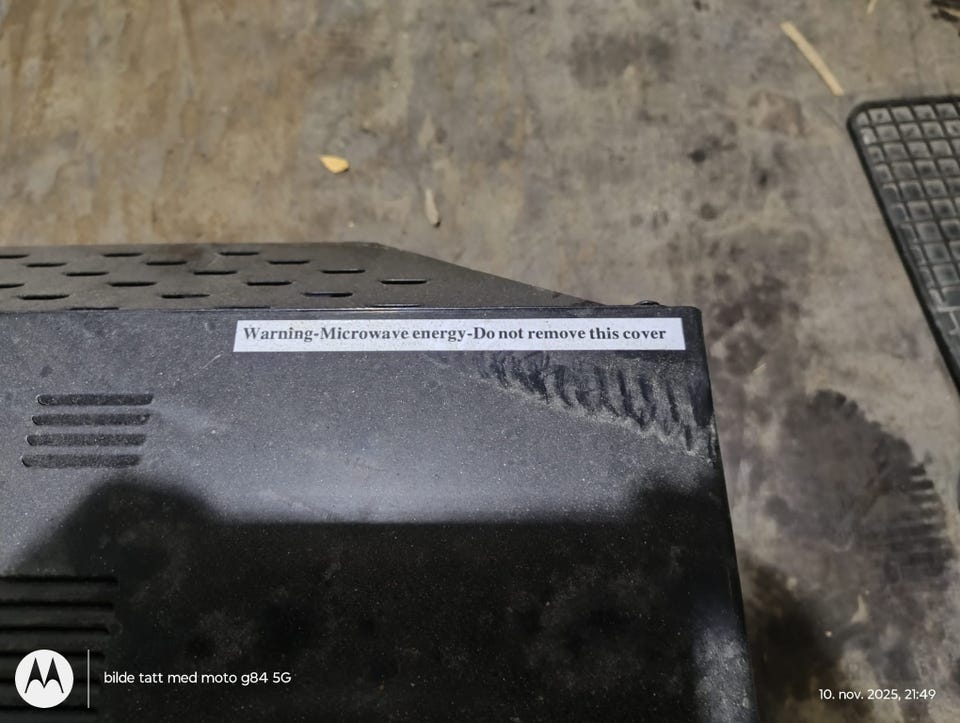 Warning-Microwave energy-Do not remove this cover
bilde tatt med moto g84 5G
10. nov. 2025, 21:49